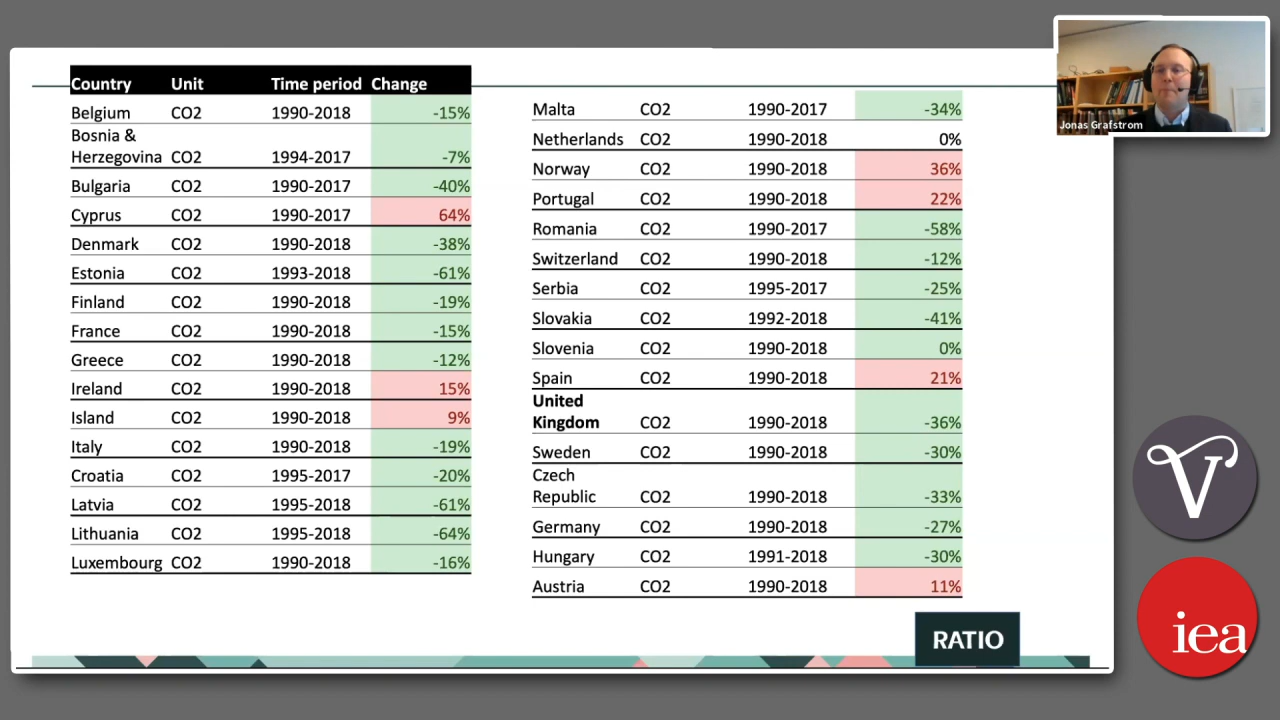 Country Unit Time period Change
Belgium CO2 1990-2018 -15%
Bosnia &
Herzegovina CO2 1994-2017 -7%
Bulgaria CO2 1990-2017 -40%
Cyprus CO2 1990-2017 64%
Denmark CO2 1990-2018 -38%
Estonia CO2 1993-2018 -61%
Finland CO2 1990-2018 -19%
France CO2 1990-2018 -15%
Greece CO2 1990-2018 -12%
Ireland CO2 1990-2018 15%
Island CO2 1990-2018 9%
Italy CO2 1990-2018 -19%
Croatia CO2 1995-2017 -20%
Latvia CO2 1995-2018 -61%
Lithuania CO2 1995-2018 -64%
Luxembourg CO2 1990-2018 -16%
Malta CO2 1990-2017 -34%
Netherlands CO2 1990-2018 0%
Norway CO2 1990-2018 36%
Portugal CO2 1990-2018 22%
Romania CO2 1990-2017 -58%
Switzerland CO2 1990-2018 -12%
Serbia CO2 1995-2017 -25%
Slovakia CO2 1992-2018 -41%
Slovenia CO2 1990-2018 0%
Spain CO2 1990-2018 21%
United
Kingdom CO2 1990-2018 -36%
Sweden CO2 1990-2018 -30%
Czech
Republic CO2 1990-2018 -33%
Germany CO2 1990-2018 -27%
Hungary CO2 1991-2018 -30%
Austria CO2 1990-2018 11%
RATIO
Jonas Grafstrom
V
iea